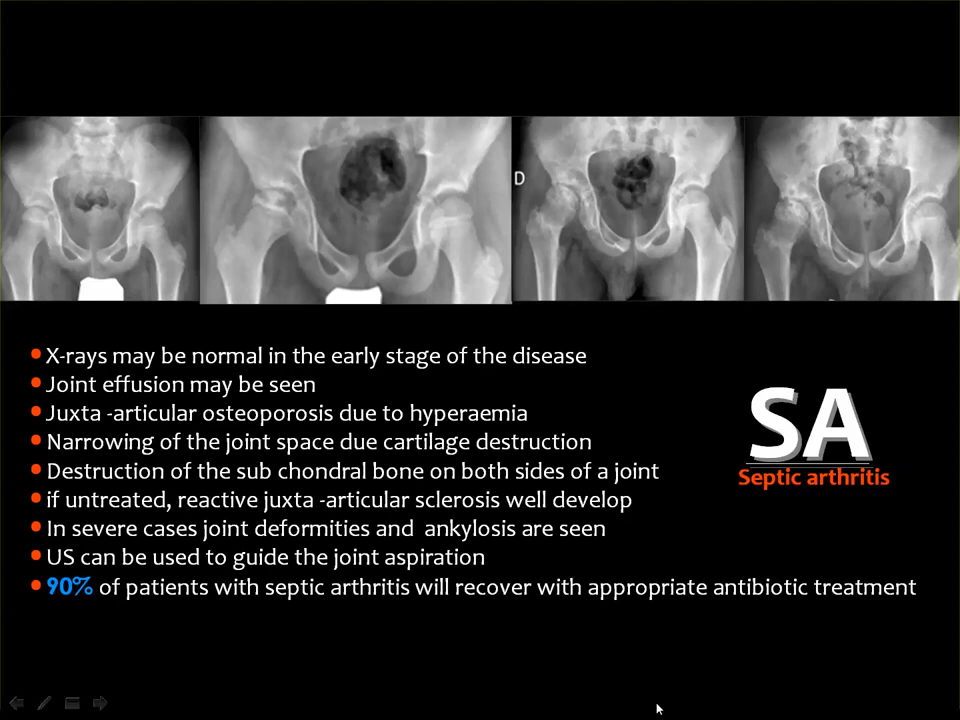 D
• X-rays may be normal in the early stage of the disease
• Joint effusion may be seen
• Juxta -articular osteoporosis due to hyperaemia
• Narrowing of the joint space due cartilage destruction
• Destruction of the sub chondral bone on both sides of a joint
• if untreated, reactive juxta -articular sclerosis well develop
• In severe cases joint deformities and  ankylosis are seen
• US can be used to guide the joint aspiration
• 90% of patients with septic arthritis will recover with appropriate antibiotic treatment
SA
Septic arthritis